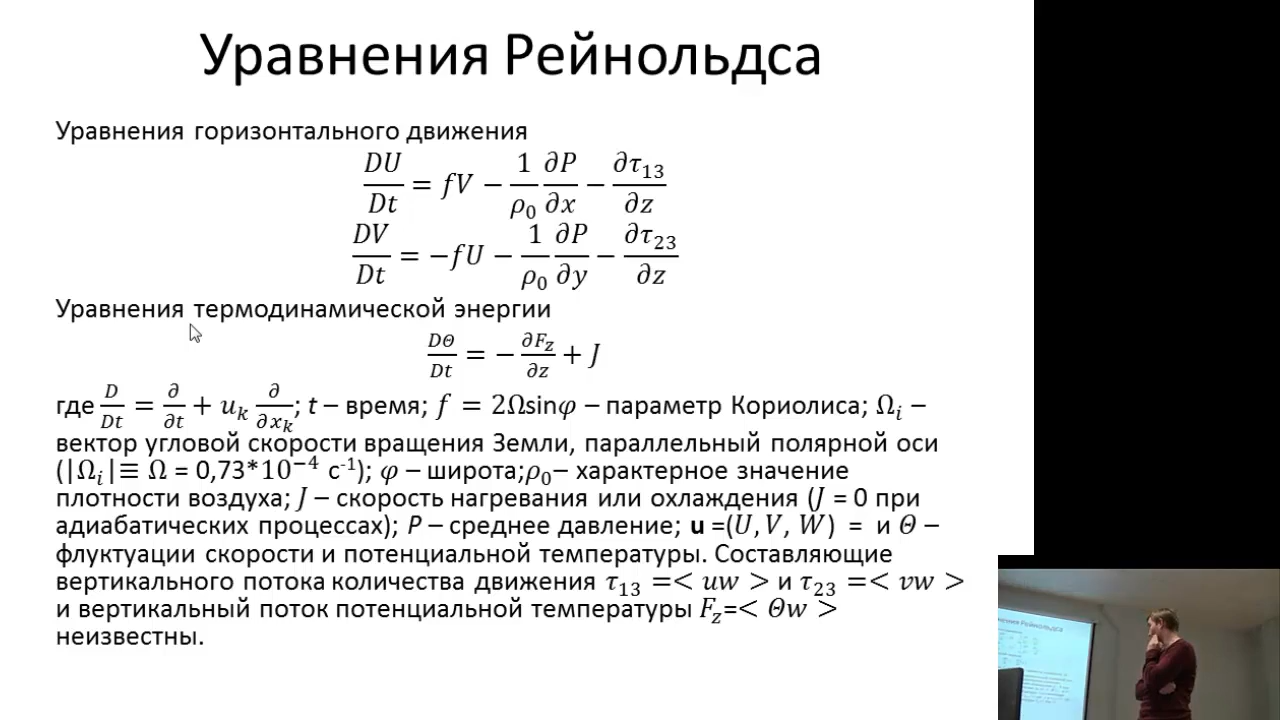 Уравнения Рейнольдса
Уравнения горизонтального движения
DU/Dt = fV − 1/ρ₀ ∂P/∂x − ∂τ₁₃/∂z
DV/Dt = −fU − 1/ρ₀ ∂P/∂y − ∂τ₂₃/∂z
Уравнения термодинамической энергии
DΘ/Dt = − ∂F_z/∂z + J
где D/Dt = ∂/∂t + u_k ∂/∂x_k; t – время; f = 2Ωsinφ – параметр Кориолиса; Ω_i –
вектор угловой скорости вращения Земли, параллельный полярной оси
(|Ω_i|≡ Ω = 0,73*10⁻⁴ с⁻¹); φ – широта;ρ₀– характерное значение
плотности воздуха; J – скорость нагревания или охлаждения (J = 0 при
адиабатических процессах); P – среднее давление; u =(U, V, W) = и Θ –
флуктуации скорости и потенциальной температуры. Составляющие
вертикального потока количества движения τ₁₃ =< uw > и τ₂₃ =< vw >
и вертикальный поток потенциальной температуры F_z=< Θw >
неизвестны.